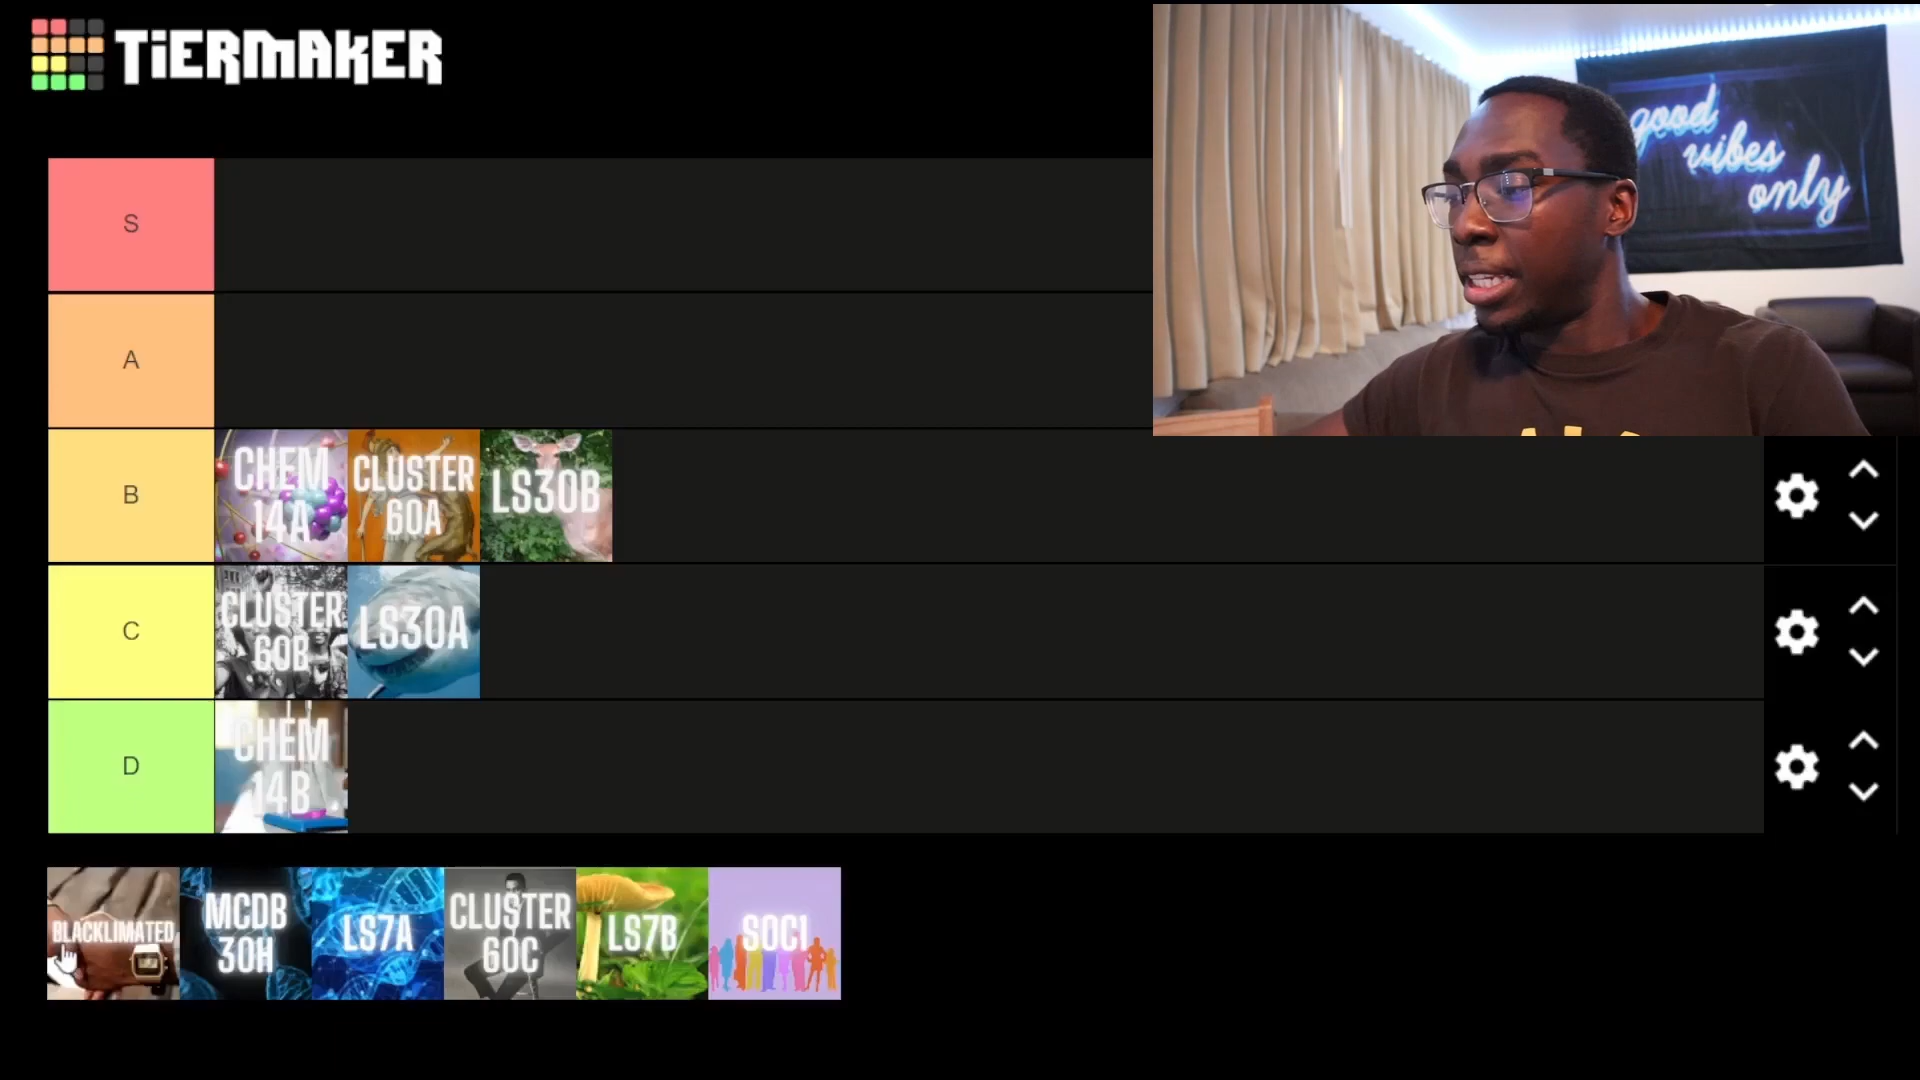 TiERMAKER
good
vibes
only
S
A
B
CHEM
14A
CLUSTER
60A
LS30B
C
CLUSTER
60B
LS30A
D
CHEM
14B
BLACKLIMATED
MCDB
30H
LS7A
CLUSTER
60C
LS7B
SOC1